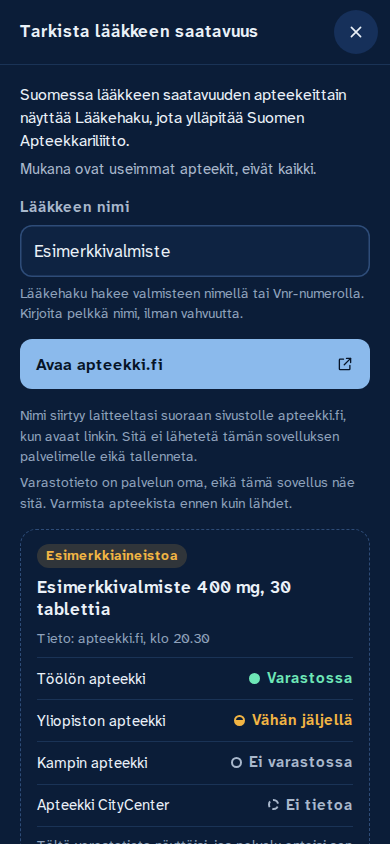 Tarkista lääkkeen saatavuus
Suomessa lääkkeen saatavuuden apteekeittain
näyttää Lääkehaku, jota ylläpitää Suomen
Apteekkariliitto.
Mukana ovat useimmat apteekit, eivät kaikki.
Lääkkeen nimi
Esimerkkivalmiste
Lääkehaku hakee valmisteen nimellä tai Vnr-numerolla.
Kirjoita pelkkä nimi, ilman vahvuutta.
Avaa apteekki.fi
Nimi siirtyy laitteeltasi suoraan sivustolle apteekki.fi,
kun avaat linkin. Sitä ei lähetetä tämän sovelluksen
palvelimelle eikä tallenneta.
Varastotieto on palvelun oma, eikä tämä sovellus näe
sitä. Varmista apteekista ennen kuin lähdet.
Esimerkkiaineistoa
Esimerkkivalmiste 400 mg, 30
tablettia
Tieto: apteekki.fi, klo 20.30
Töölön apteekki Varastossa
Yliopiston apteekki Vähän jäljellä
Kampin apteekki Ei varastossa
Apteekki CityCenter Ei tietoa